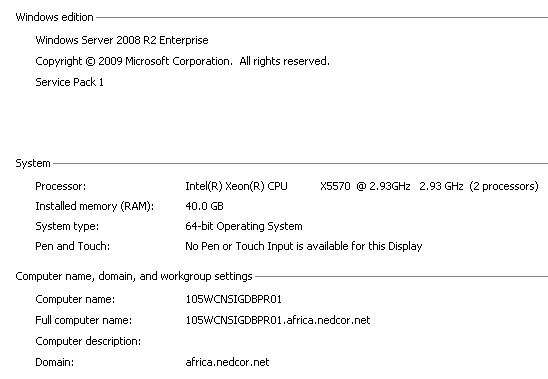 Windows edition
Windows Server 2008 R2 Enterprise
Copyright © 2009 Microsoft Corporation. All rights reserved.
Service Pack 1
System
Processor: Intel(R) Xeon(R) CPU X5570 @ 2.93GHz 2.93 GHz (2 processors)
Installed memory (RAM): 40.0 GB
System type: 64-bit Operating System
Pen and Touch: No Pen or Touch Input is available for this Display
Computer name, domain, and workgroup settings
Computer name: 105WCNSIGDBPR01
Full computer name: 105WCNSIGDBPR01.africa.nedcor.net
Computer description:
Domain: africa.nedcor.net